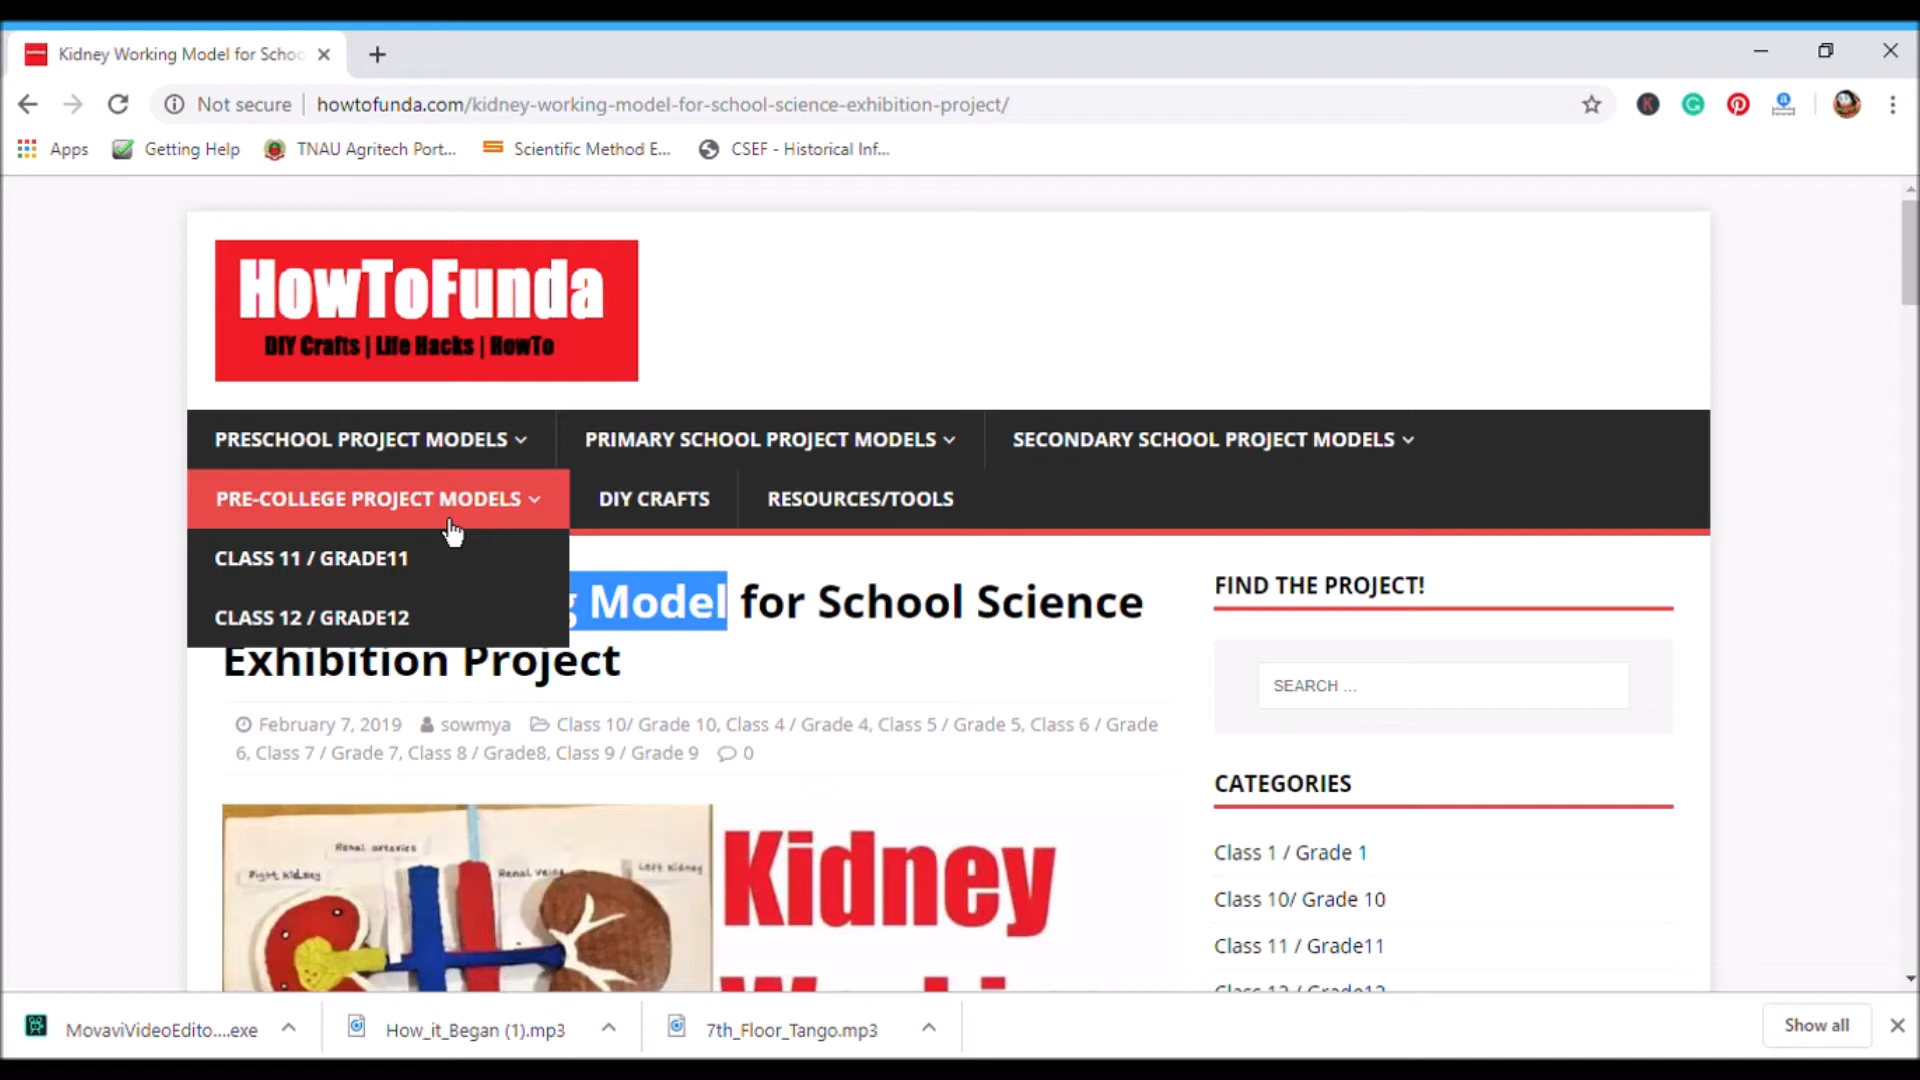 Kidney Working Model for Schoo
Not secure | howtofunda.com/kidney-working-model-for-school-science-exhibition-project/
Apps Getting Help TNAU Agritech Port... Scientific Method E... CSEF - Historical Inf...
HowToFunda
DIY Crafts | Life Hacks | HowTo
PRESCHOOL PROJECT MODELS PRIMARY SCHOOL PROJECT MODELS SECONDARY SCHOOL PROJECT MODELS
PRE-COLLEGE PROJECT MODELS DIY CRAFTS RESOURCES/TOOLS
CLASS 11 / GRADE11
CLASS 12 / GRADE12
g Model for School Science
Exhibition Project
February 7, 2019 sowmya Class 10/ Grade 10, Class 4 / Grade 4, Class 5 / Grade 5, Class 6 / Grade
6, Class 7 / Grade 7, Class 8 / Grade8, Class 9 / Grade 9 0
Renal arteries
Right Kidney
Renal veins
Left Kidney
Kidney
FIND THE PROJECT!
SEARCH ...
CATEGORIES
Class 1 / Grade 1
Class 10/ Grade 10
Class 11 / Grade11
Class 12 / Grade12
MovaviVideoEdito....exe How_it_Began (1).mp3 7th_Floor_Tango.mp3 Show all